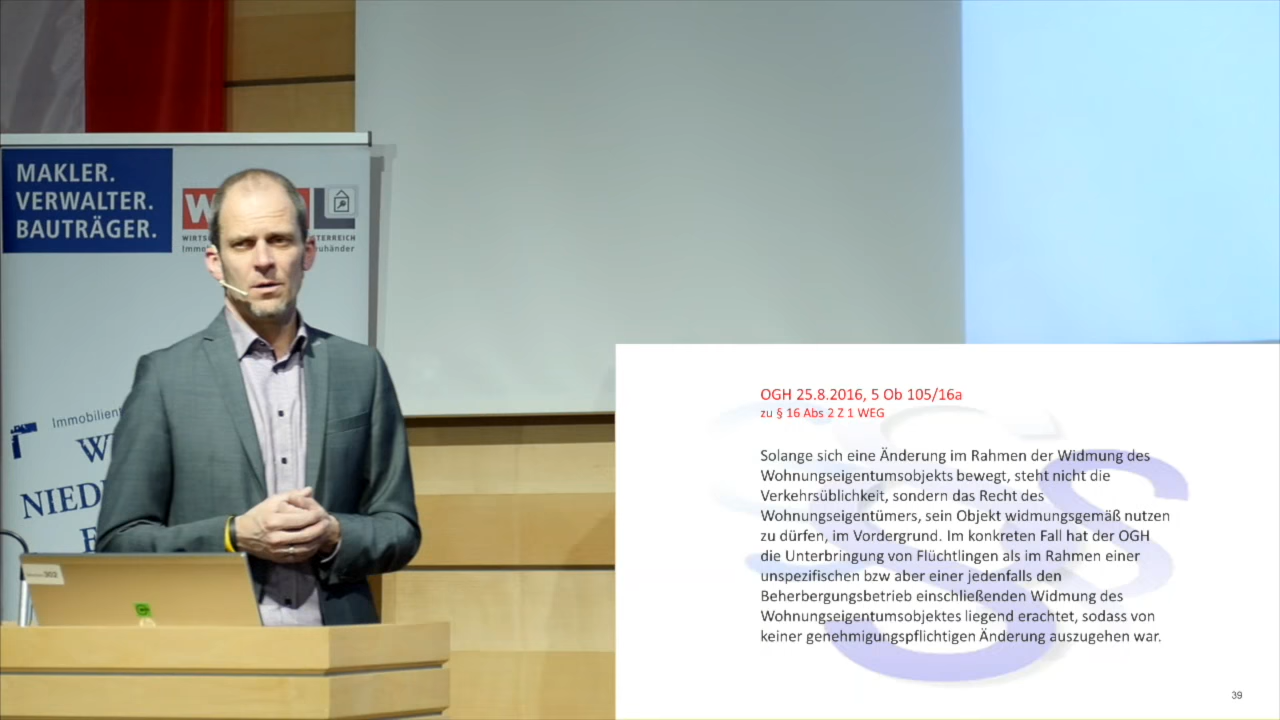 MAKLER.
VERWALTER.
BAUTRÄGER.
Immobilien
NIED
OGH 25.8.2016, 5 Ob 105/16a
zu § 16 Abs 2 Z 1 WEG
Solange sich eine Änderung im Rahmen der Widmung des
Wohnungseigentumsobjekts bewegt, steht nicht die
Verkehrsüblichkeit, sondern das Recht des
Wohnungseigentümers, sein Objekt widmungsgemäß nutzen
zu dürfen, im Vordergrund. Im konkreten Fall hat der OGH
die Unterbringung von Flüchtlingen als im Rahmen einer
unspezifischen bzw aber einer jedenfalls den
Beherbergungsbetrieb einschließenden Widmung des
Wohnungseigentumsobjektes liegend erachtet, sodass von
keiner genehmigungspflichtigen Änderung auszugehen war.
39